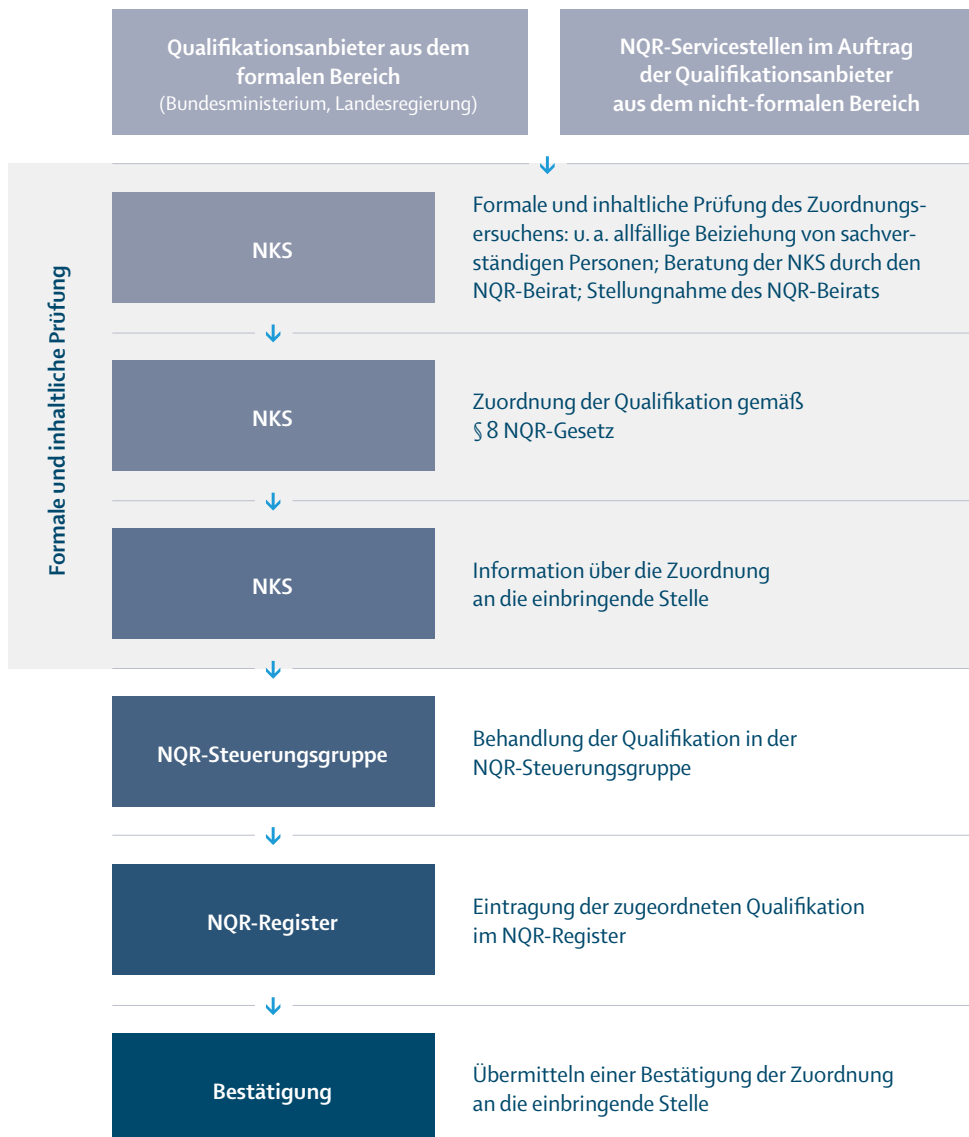 Qualifikationsanbieter aus dem
formalen Bereich
(Bundesministerium, Landesregierung)
NQR-Servicestellen im Auftrag
der Qualifikationsanbieter
aus dem nicht-formalen Bereich
Formale und inhaltliche Prüfung
NKS
Formale und inhaltliche Prüfung des Zuordnungs-
ersuchens: u. a. allfällige Beiziehung von sachver-
ständigen Personen; Beratung der NKS durch den
NQR-Beirat; Stellungnahme des NQR-Beirats
NKS
Zuordnung der Qualifikation gemäß
§ 8 NQR-Gesetz
NKS
Information über die Zuordnung
an die einbringende Stelle
NQR-Steuerungsgruppe
Behandlung der Qualifikation in der
NQR-Steuerungsgruppe
NQR-Register
Eintragung der zugeordneten Qualifikation
im NQR-Register
Bestätigung
Übermitteln einer Bestätigung der Zuordnung
an die einbringende Stelle